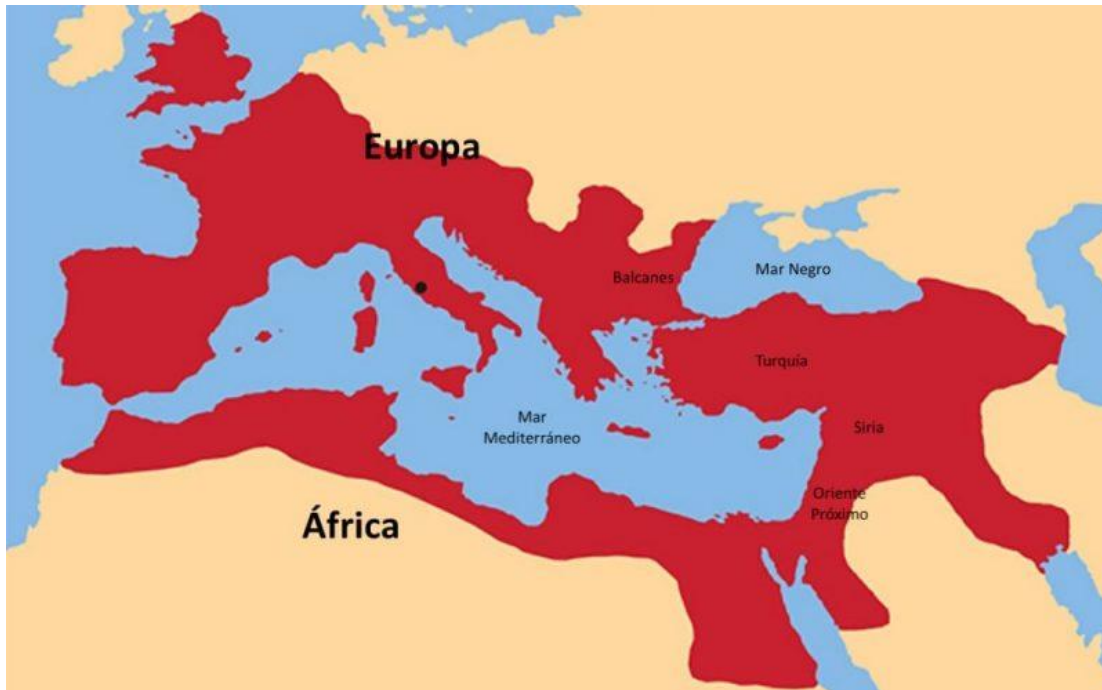 Europa
Balcanes
Mar Negro
Turquía
Mar
Mediterráneo
Siria
Oriente
Próximo
África